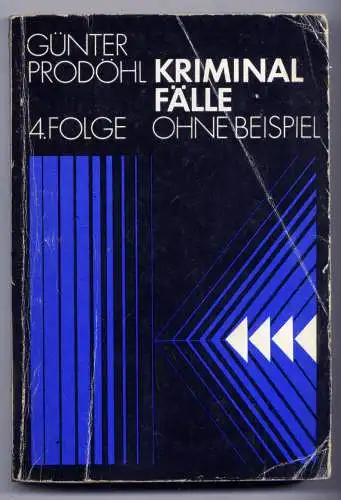 GÜNTER
PRODÖHL KRIMINAL
FÄLLE
4. FOLGE OHNE BEISPIEL